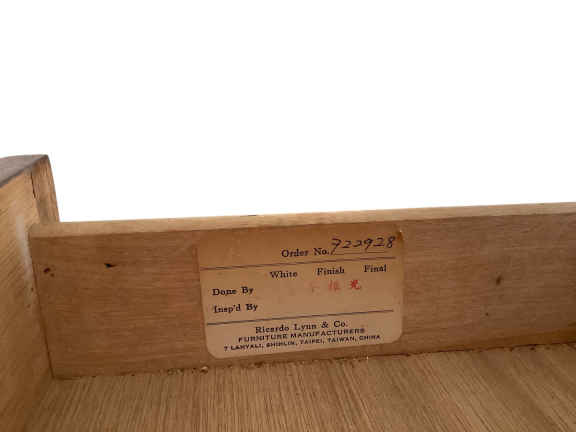 Order No. 722928
White Finish Final
Done By 光
Insp'd By
Ricardo Lynn & Co.
FURNITURE MANUFACTURERS
7 LANYALI, SHIHLIN, TAIPEI, TAIWAN, CHINA